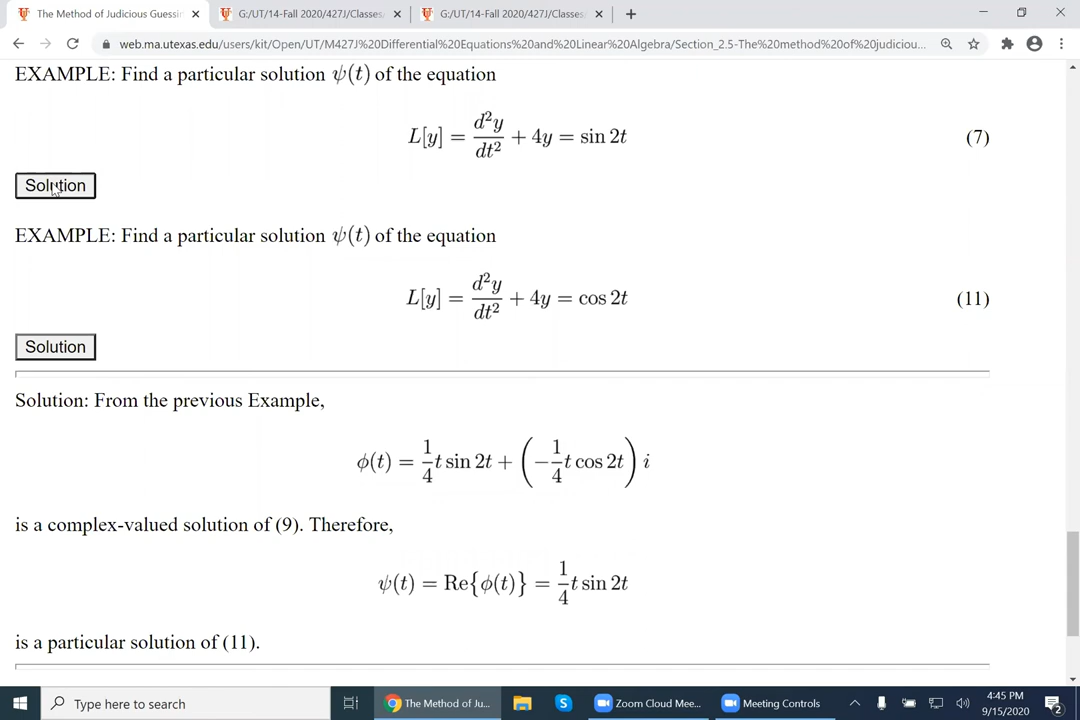 The Method of Judicious Guessin
G:/UT/14-Fall 2020/427J/Classes
G:/UT/14-Fall 2020/427J/Classes
web.ma.utexas.edu/users/kit/Open/UT/M427J%20Differential%20Equations%20and%20Linear%20Algebra/Section_2.5-The%20method%20of%20judiciou...
EXAMPLE: Find a particular solution ψ(t) of the equation
L[y] = d²y/dt² + 4y = sin 2t (7)
Solution
EXAMPLE: Find a particular solution ψ(t) of the equation
L[y] = d²y/dt² + 4y = cos 2t (11)
Solution
Solution: From the previous Example,
ϕ(t) = 1/4 t sin 2t + (−1/4 t cos 2t) i
is a complex-valued solution of (9). Therefore,
ψ(t) = Re{ϕ(t)} = 1/4 t sin 2t
is a particular solution of (11).
Type here to search
The Method of Ju...
Zoom Cloud Mee...
Meeting Controls
4:45 PM
9/15/2020
2